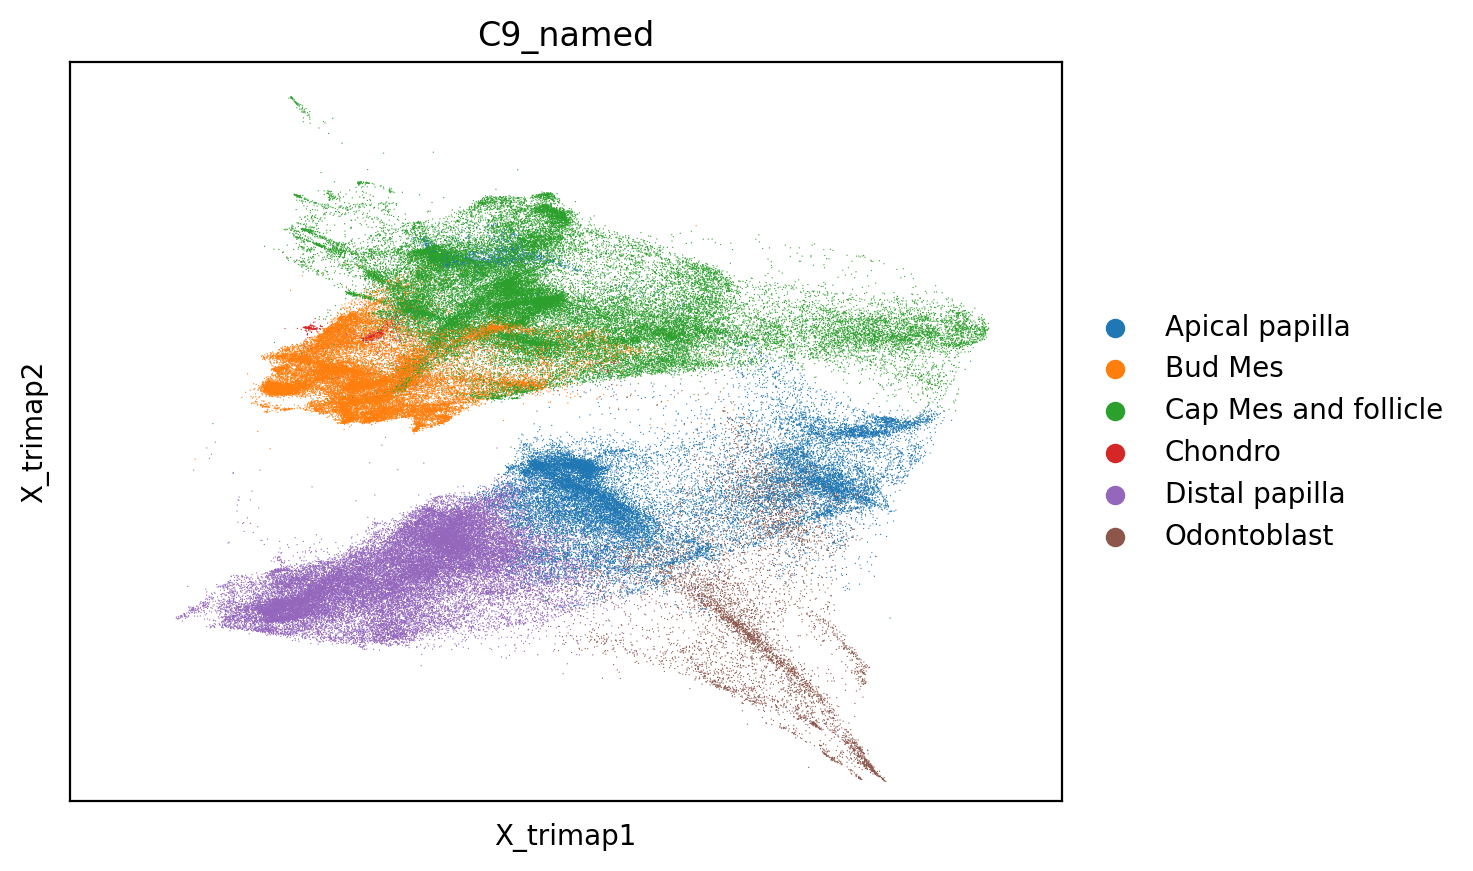 C9_named
X_trimap2
X_trimap1
Apical papilla
Bud Mes
Cap Mes and follicle
Chondro
Distal papilla
Odontoblast